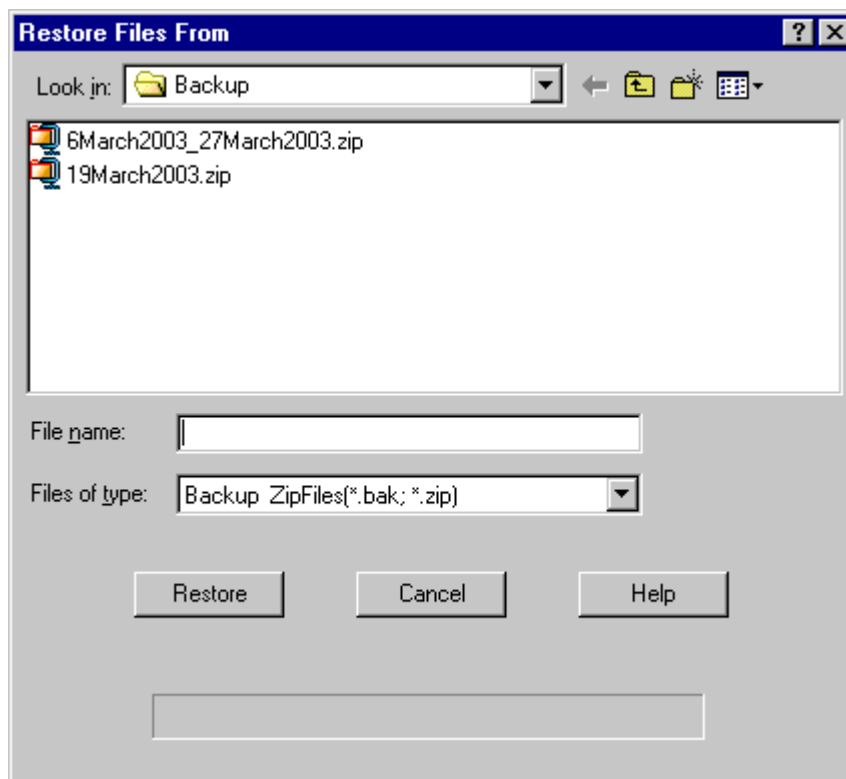 Restore Files From
Look in: Backup
6March2003_27March2003.zip
19March2003.zip
File name:
Files of type: Backup ZipFiles(*.bak; *.zip)
Restore Cancel Help